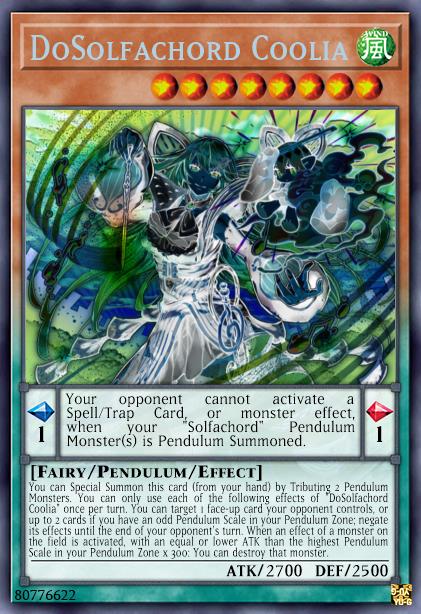 DoSolfachord Coolia
WIND
風
Your opponent cannot activate a
Spell/Trap Card, or monster effect,
when your "Solfachord" Pendulum
Monster(s) is Pendulum Summoned.
1
1
[Fairy/Pendulum/Effect]
You can Special Summon this card (from your hand) by Tributing 2 Pendulum
Monsters. You can only use each of the following effects of "DoSolfachord
Coolia" once per turn. You can target 1 face-up card your opponent controls, or
up to 2 cards if you have an odd Pendulum Scale in your Pendulum Zone; negate
its effects until the end of your opponent's turn. When an effect of a monster on
the field is activated, with an equal or lower ATK than the highest Pendulum
Scale in your Pendulum Zone x 300: You can destroy that monster.
ATK/2700 DEF/2500
80776622